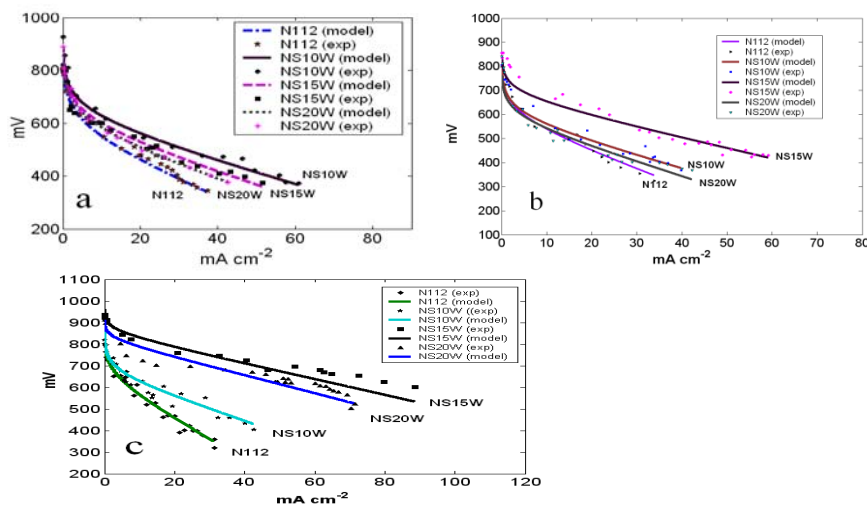 1000
800
600
400
200
mV
0
20
40
60
80
mA cm-2
N112 (model)
N112 (exp)
NS10W (model)
NS10W (exp)
NS15W (model)
NS15W (exp)
NS20W (model)
NS20W (exp)
NS10W
N112
NS20W
NS15W
a
1000
900
800
700
600
500
400
300
200
100
mV
0
10
20
30
40
50
60
70
80
mA cm-2
N112 (model)
N112 (exp)
NS10W (model)
NS10W (exp)
NS15W (model)
NS15W (exp)
NS20W (model)
NS20W (exp)
NS15W
NS10W
N112
NS20W
b
1100
1000
900
800
700
600
500
400
300
200
mV
0
20
40
60
80
100
120
mA cm-2
N112 (exp)
N112 (model)
NS10W ((exp)
NS10W (model)
NS15W (exp)
NS15W (model)
NS20W (exp)
NS20W (model)
NS15W
NS20W
NS10W
N112
c